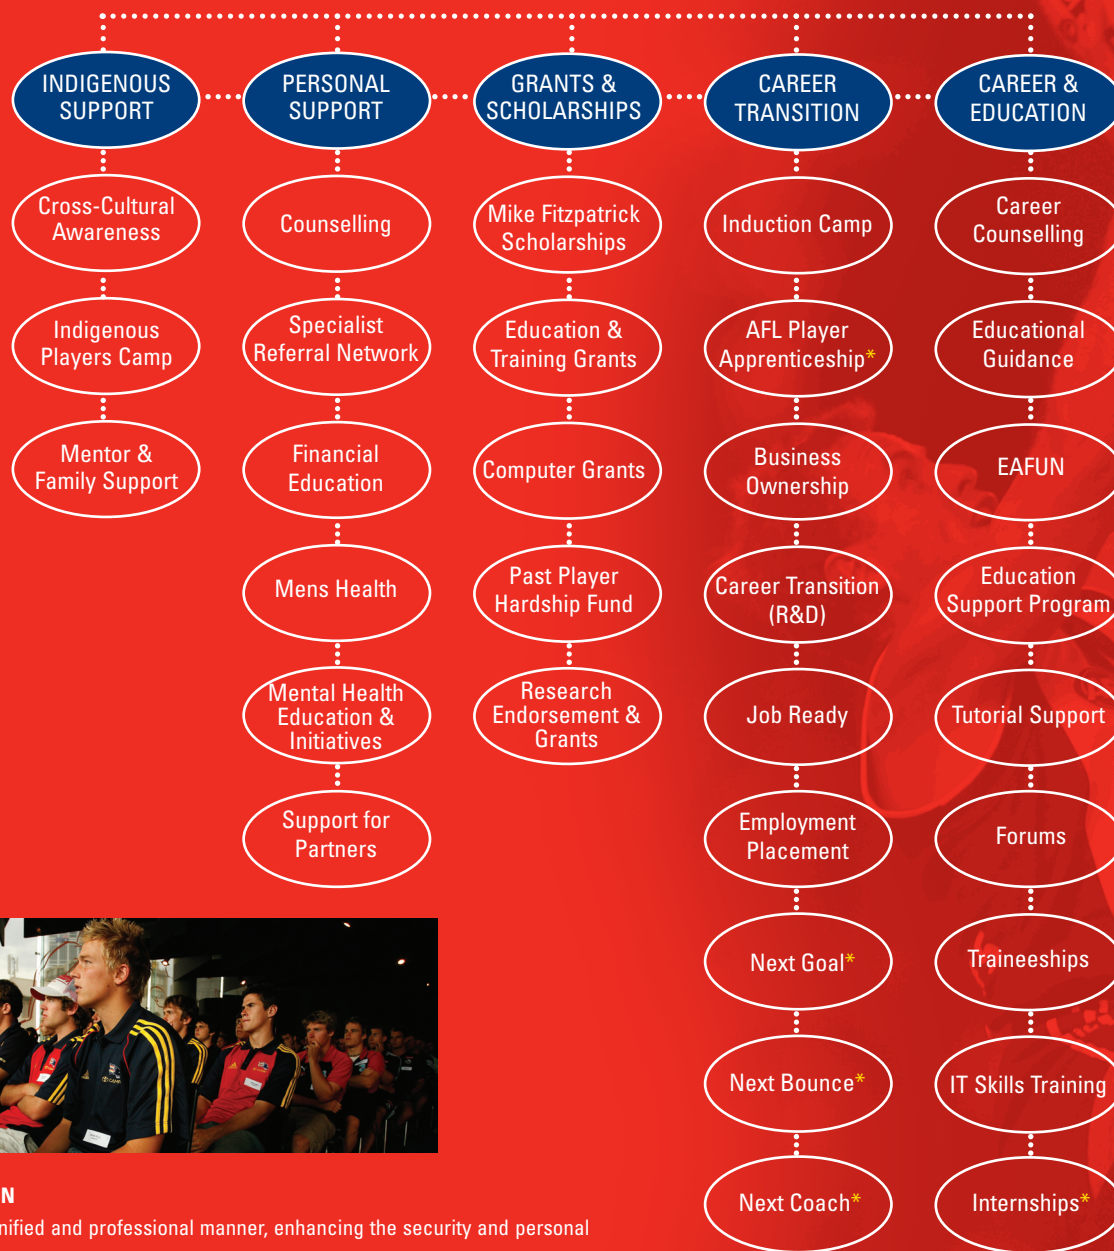 INDIGENOUS
SUPPORT
PERSONAL
SUPPORT
GRANTS &
SCHOLARSHIPS
CAREER
TRANSITION
CAREER &
EDUCATION
Cross-Cultural
Awareness
Indigenous
Players Camp
Mentor &
Family Support
Counselling
Specialist
Referral Network
Financial
Education
Mens Health
Mental Health
Education &
Initiatives
Support for
Partners
Mike Fitzpatrick
Scholarships
Education &
Training Grants
Computer Grants
Past Player
Hardship Fund
Research
Endorsement &
Grants
Induction Camp
AFL Player
Apprenticeship*
Business
Ownership
Career Transition
(R&D)
Job Ready
Employment
Placement
Next Goal*
Next Bounce*
Next Coach*
Career
Counselling
Educational
Guidance
EAFUN
Education
Support Program
Tutorial Support
Forums
Traineeships
IT Skills Training
Internships*
N
nified and professional manner, enhancing the security and personal